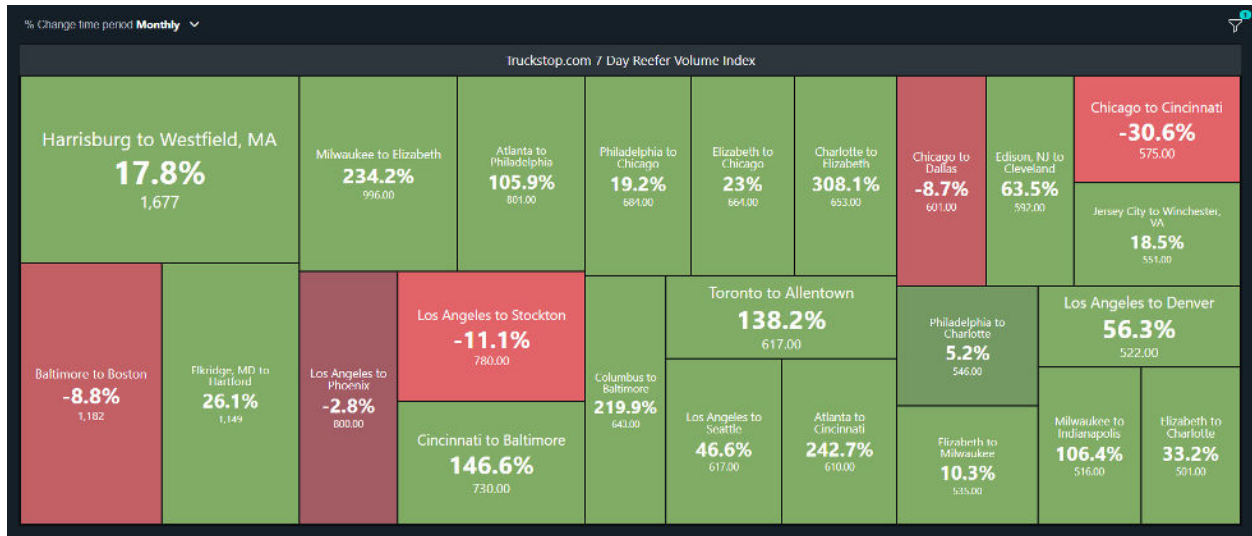 % Change time period Monthly
1
Truckstop.com 7 Day Reefer Volume Index
Harrisburg to Westfield, MA
17.8%
1,677
Baltimore to Boston
-8.8%
1,182
Elkridge, MD to
Hartford
26.1%
1,149
Milwaukee to Elizabeth
234.2%
996.00
Atlanta to
Philadelphia
105.9%
801.00
Los Angeles to
Phoenix
-2.8%
800.00
Los Angeles to Stockton
-11.1%
780.00
Cincinnati to Baltimore
146.6%
730.00
Philadelphia to
Chicago
19.2%
684.00
Elizabeth to
Chicago
23%
664.00
Charlotte to
Elizabeth
308.1%
653.00
Columbus to
Baltimore
219.9%
643.00
Toronto to Allentown
138.2%
617.00
Los Angeles to
Seattle
46.6%
617.00
Atlanta to
Cincinnati
242.7%
610.00
Chicago to
Dallas
-8.7%
601.00
Edison, NJ to
Cleveland
63.5%
592.00
Chicago to Cincinnati
-30.6%
575.00
Jersey City to Winchester,
VA
18.5%
551.00
Philadelphia to
Charlotte
5.2%
546.00
Elizabeth to
Milwaukee
10.3%
535.00
Los Angeles to Denver
56.3%
522.00
Milwaukee to
Indianapolis
106.4%
516.00
Elizabeth to
Charlotte
33.2%
501.00